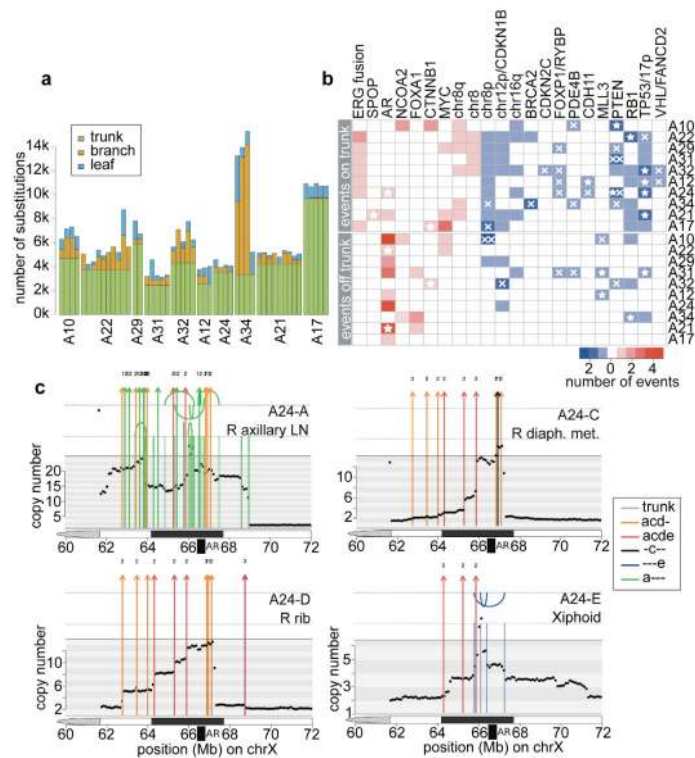 a
number of substitutions
14k
12k
10k
8k
6k
4k
2k
0k
trunk
branch
leaf
A10
A22
A29
A31
A32
A12
A24
A34
A21
A17
b
ERG fusion
SPOP
AR
NCOA2
FOXA1
CTNNB1
MYC
chr8q
chr8
chr8p
chr12p/CDKN1B
chr16q
BRCA2
CDKN2C
FOXP1/RYBP
PDE4B
CDH11
MLL3
PTEN
RB1
TP53/17p
VHL/FANCD2
events on trunk
A10
A22
A29
A31
A32
A12
A24
A34
A21
A17
events off trunk
A10
A22
A29
A31
A32
A12
A24
A34
A21
A17
2 0 2 4
number of events
c
A24-A
R axillary LN
copy number
20
15
10
5
60 62 64 66 AR 68 70 72
A24-C
R diaph. met.
10
6
2
60 62 64 66 AR 68 70 72
trunk
acd-
acde
-c--
---e
a---
A24-D
R rib
copy number
10
6
2
60 62 64 66 AR 68 70 72
position (Mb) on chrX
A24-E
Xiphoid
5
3
1
60 62 64 66 AR 68 70 72
position (Mb) on chrX